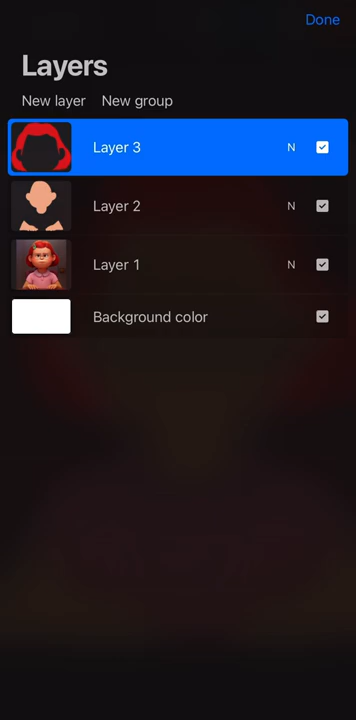 Done
Layers
New layer New group
Layer 3 N
Layer 2 N
Layer 1 N
Background color